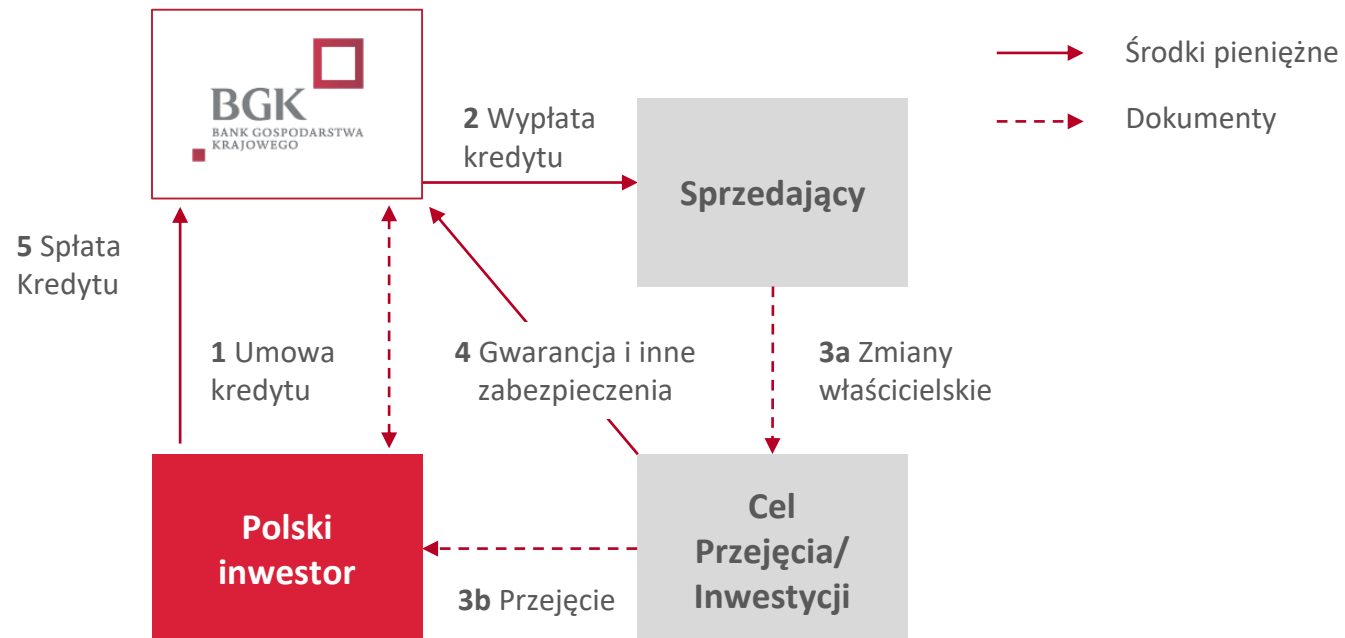 BGK
BANK GOSPODARSTWA
KRAJOWEGO
Środki pieniężne
Dokumenty
2 Wypłata
kredytu
Sprzedający
5 Spłata
Kredytu
1 Umowa
kredytu
4 Gwarancja i inne
zabezpieczenia
3a Zmiany
właścicielskie
Polski
inwestor
3b Przejęcie
Cel
Przejęcia/
Inwestycji